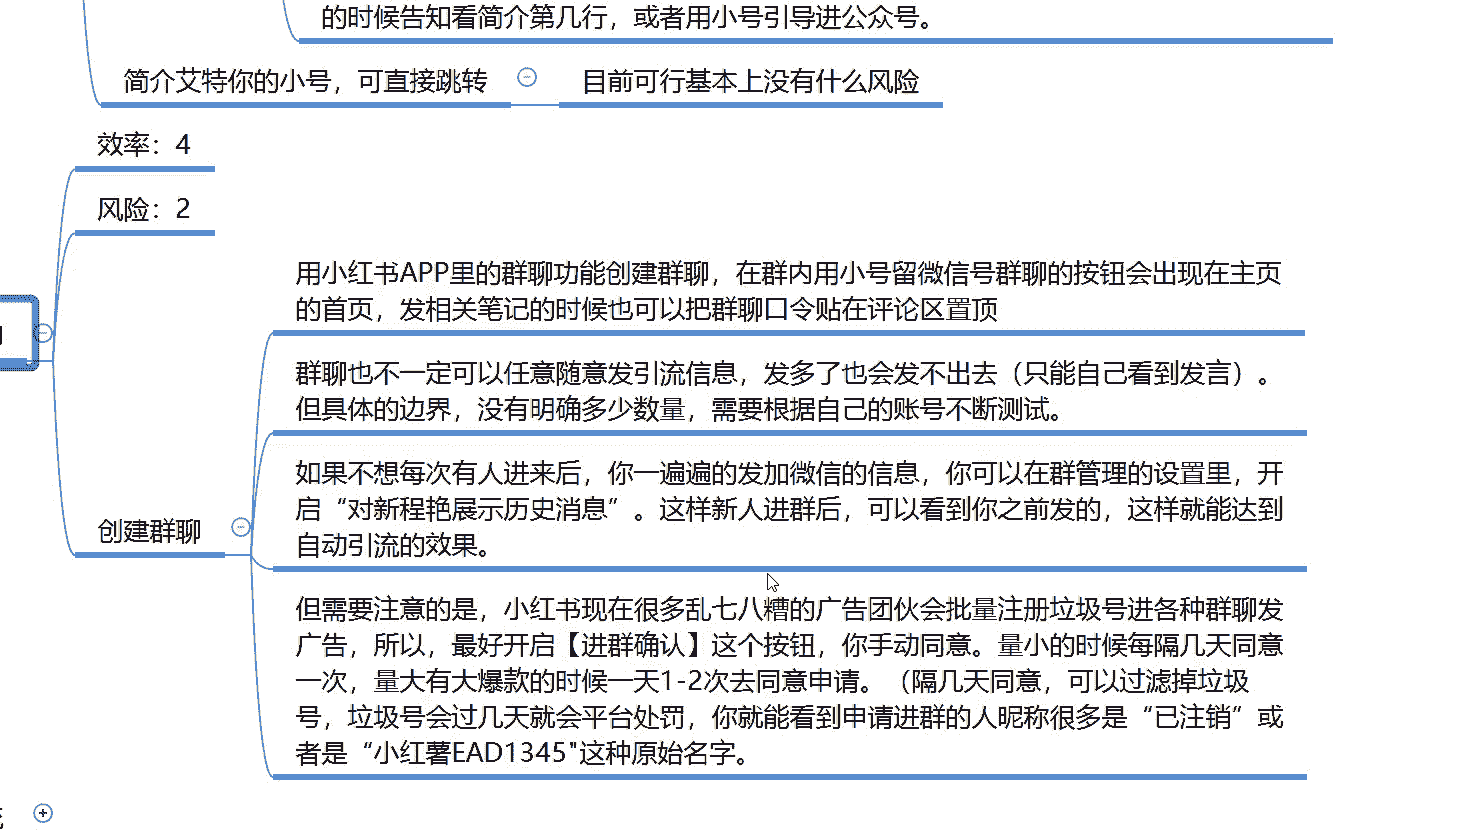 的时候告知看简介第几行，或者用小号引导进公众号。
简介艾特你的小号，可直接跳转
目前可行基本上没有什么风险
效率：4
风险：2
用小红书APP里的群聊功能创建群聊，在群内用小号留微信号群聊的按钮会出现在主页
的首页，发相关笔记的时候也可以把群聊口令贴在评论区置顶
群聊也不一定可以任意随意发引流信息，发多了也会发不出去（只能自己看到发言）。
但具体的边界，没有明确多少数量，需要根据自己的账号不断测试。
如果不想每次有人进来后，你一遍遍的发加微信的信息，你可以在群管理的设置里，开
启“对新程艳展示历史消息”。这样新人进群后，可以看到你之前发的，这样就能达到
自动引流的效果。
创建群聊
但需要注意的是，小红书现在很多乱七八糟的广告团伙会批量注册垃圾号进各种群聊发
广告，所以，最好开启【进群确认】这个按钮，你手动同意。量小的时候每隔几天同意
一次，量大有大爆款的时候一天1-2次去同意申请。（隔几天同意，可以过滤掉垃圾
号，垃圾号会过几天就会平台处罚，你就能看到申请进群的人昵称很多是“已注销”或
者是“小红薯EAD1345"这种原始名字。